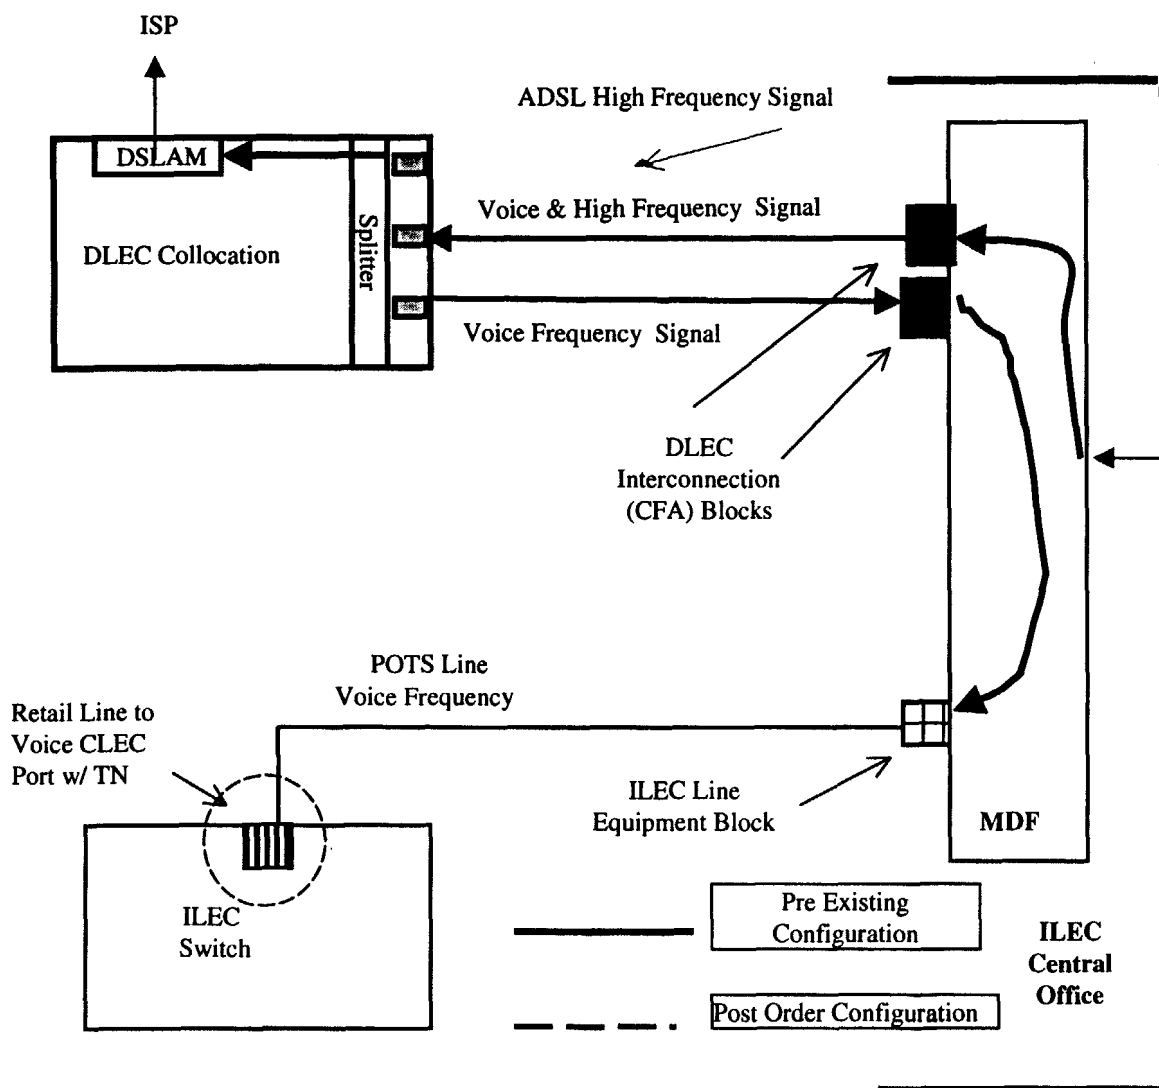 ISP
ADSL High Frequency Signal
DSLAM
Splitter
DLEC Collocation
Voice & High Frequency Signal
Voice Frequency Signal
DLEC
Interconnection
(CFA) Blocks
POTS Line
Voice Frequency
Retail Line to
Voice CLEC
Port w/ TN
ILEC Line
Equipment Block
MDF
ILEC
Switch
Pre Existing
Configuration
ILEC
Central
Office
Post Order Configuration